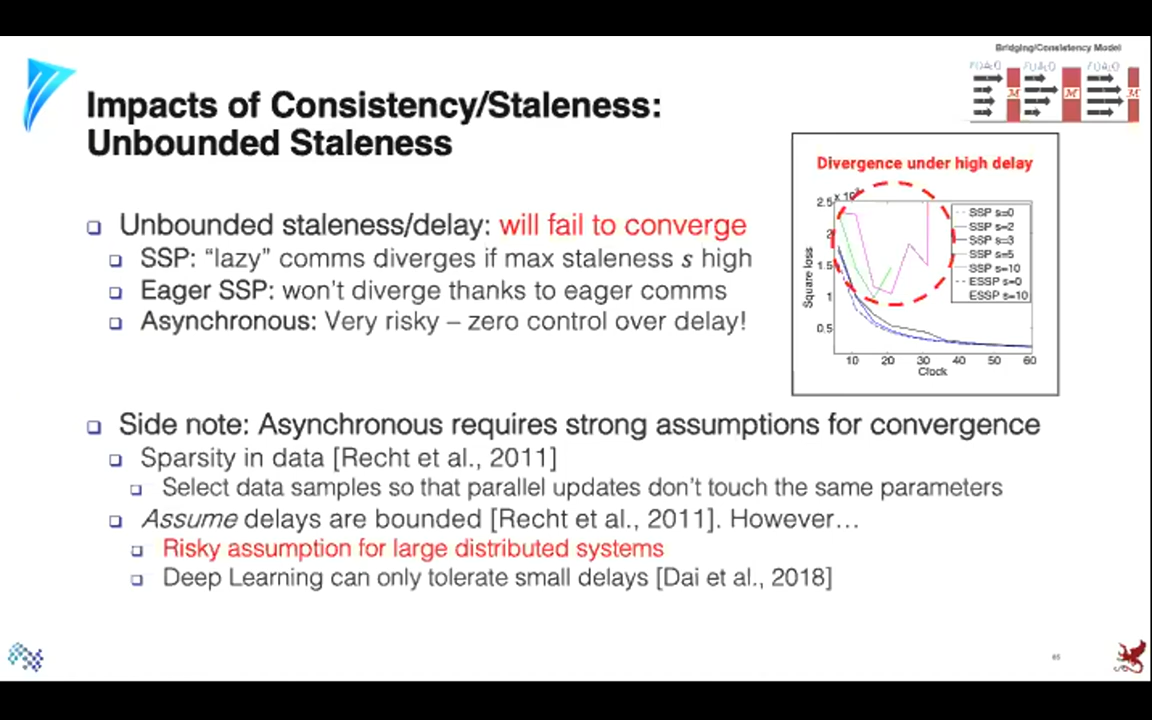 Bridging/Consistency Model
Impacts of Consistency/Staleness:
Unbounded Staleness
Divergence under high delay
❑ Unbounded staleness/delay: will fail to converge
❑ SSP: “lazy” comms diverges if max staleness s high
❑ Eager SSP: won’t diverge thanks to eager comms
❑ Asynchronous: Very risky – zero control over delay!
2.5
2
1.5
1
0.5
Square loss
10 20 30 40 50 60
Clock
SSP s=0
SSP s=2
SSP s=3
SSP s=5
SSP s=10
ESSP s=0
ESSP s=10
❑ Side note: Asynchronous requires strong assumptions for convergence
❑ Sparsity in data [Recht et al., 2011]
❑ Select data samples so that parallel updates don’t touch the same parameters
❑ Assume delays are bounded [Recht et al., 2011]. However…
❑ Risky assumption for large distributed systems
❑ Deep Learning can only tolerate small delays [Dai et al., 2018]